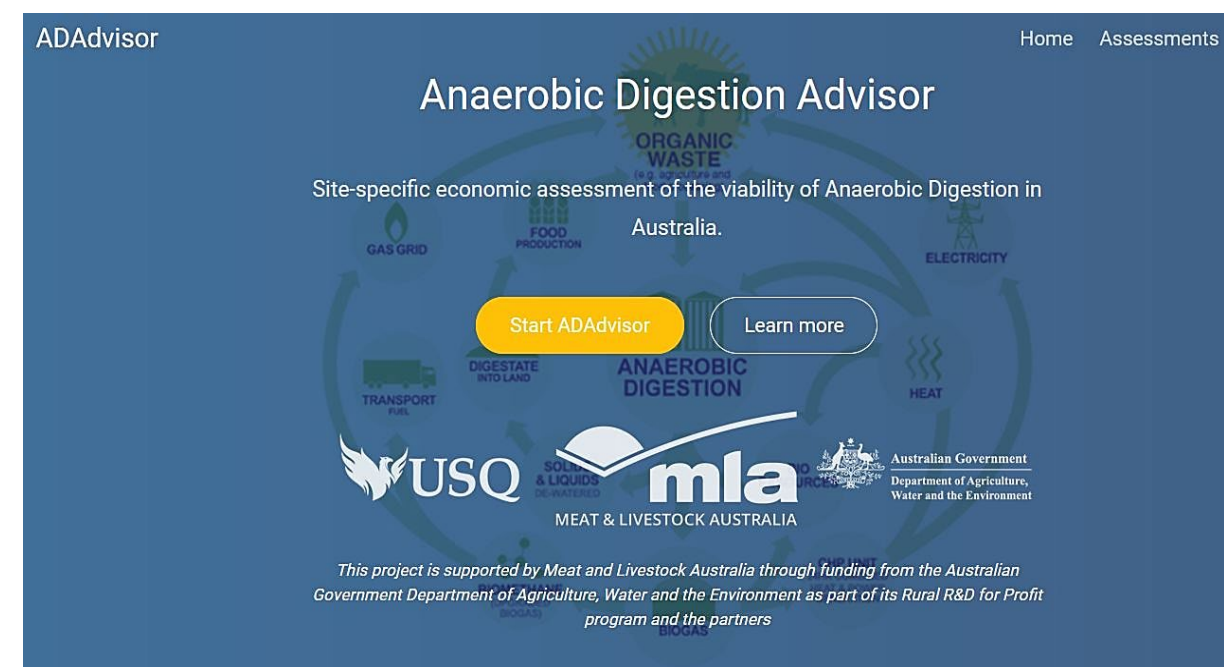 ADAdvisor
Home Assessments
Anaerobic Digestion Advisor
ORGANIC
WASTE
(e.g. agriculture and
Site-specific economic assessment of the viability of Anaerobic Digestion in
Australia.
GAS GRID
FOOD
PRODUCTION
ELECTRICITY
Start ADAdvisor
Learn more
DIGESTATE
INTO LAND
ANAEROBIC
DIGESTION
TRANSPORT
FUEL
HEAT
USQ
mla
MEAT & LIVESTOCK AUSTRALIA
Australian Government
Department of Agriculture,
Water and the Environment
& LIQUIDS
DE-WATERED
This project is supported by Meat and Livestock Australia through funding from the Australian
Government Department of Agriculture, Water and the Environment as part of its Rural R&D for Profit
program and the partners
CHP UNIT
BIOGAS